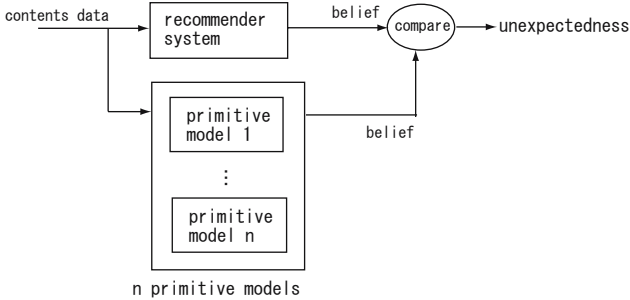 contents data
recommender
system
belief
compare
unexpectedness
primitive
model 1
⋮
primitive
model n
belief
n primitive models